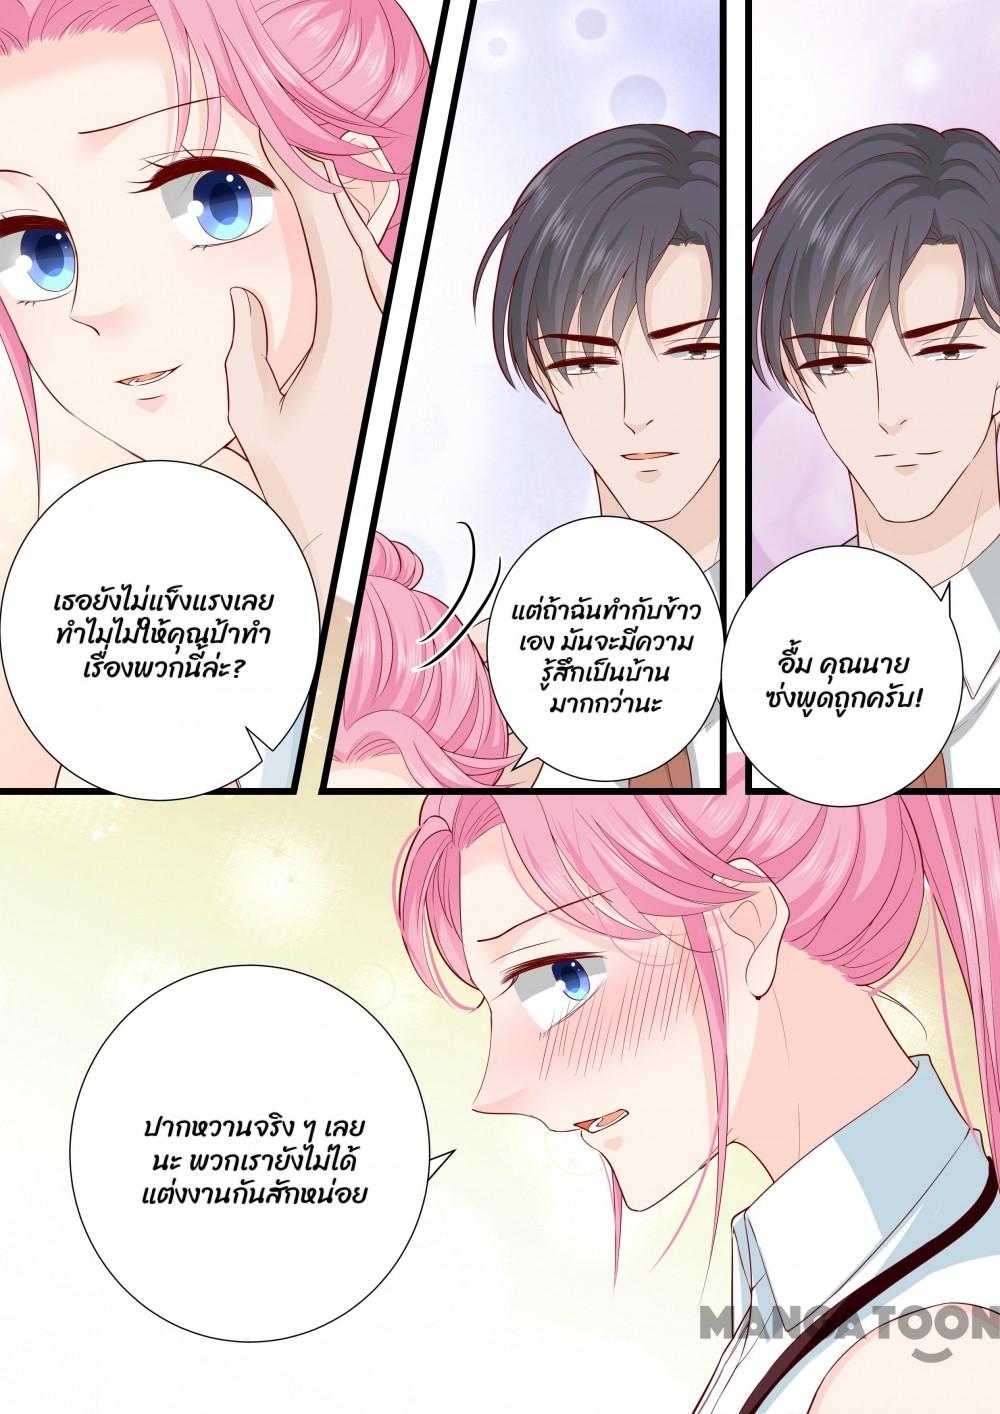 เธอยังไม่แข็งแรงเลย
ทำไมไม่ให้คุณป้าทำ
เรื่องพวกนี้ล่ะ?
แต่ถ้าฉันทำกับข้าว
เอง มันจะมีความ
รู้สึกเป็นบ้าน
มากกว่านะ
อื้ม คุณนาย
ซ่งพูดถูกครับ!
ปากหวานจริง ๆ เลย
นะ พวกเรายังไม่ได้
แต่งงานกันสักหน่อย
MANGATOON